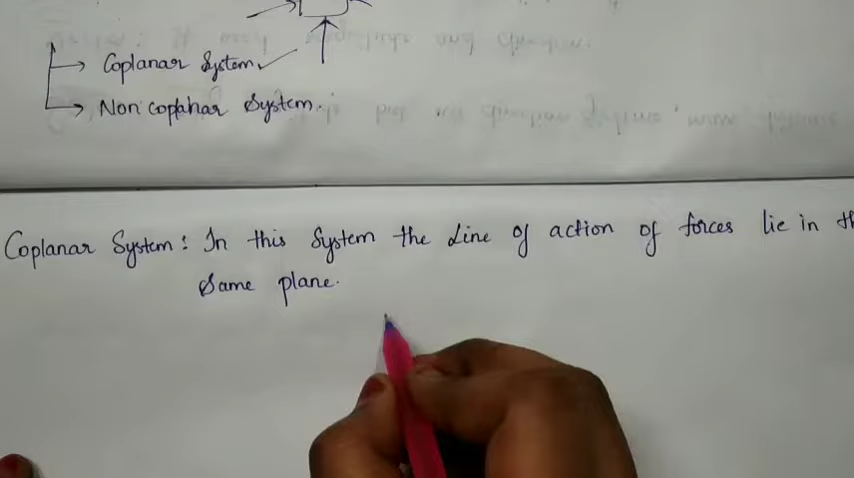 Coplanar System.
Non coplanar System.
Coplanar System: In this System the Line of action of forces lie in
Same plane.